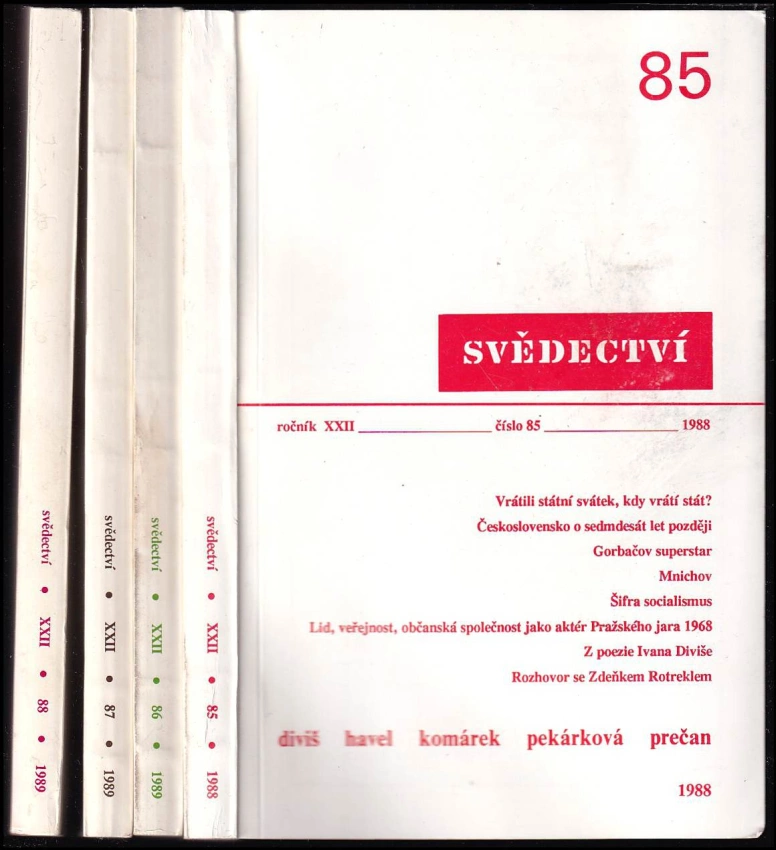 svědectví • XXII • 88 • 1989
svědectví • XXII • 87 • 1989
svědectví • XXII • 86 • 1989
svědectví • XXII • 85 • 1988
85
SVĚDECTVÍ
ročník XXII číslo 85 1988
Vrátili státní svátek, kdy vrátí stát?
Československo o sedmdesát let později
Gorbačov superstar
Mnichov
Šifra socialismus
Lid, veřejnost, občanská společnost jako aktér Pražského jara 1968
Z poezie Ivana Diviše
Rozhovor se Zdeňkem Rotreklem
diviš havel komárek pekárková prečan
1988